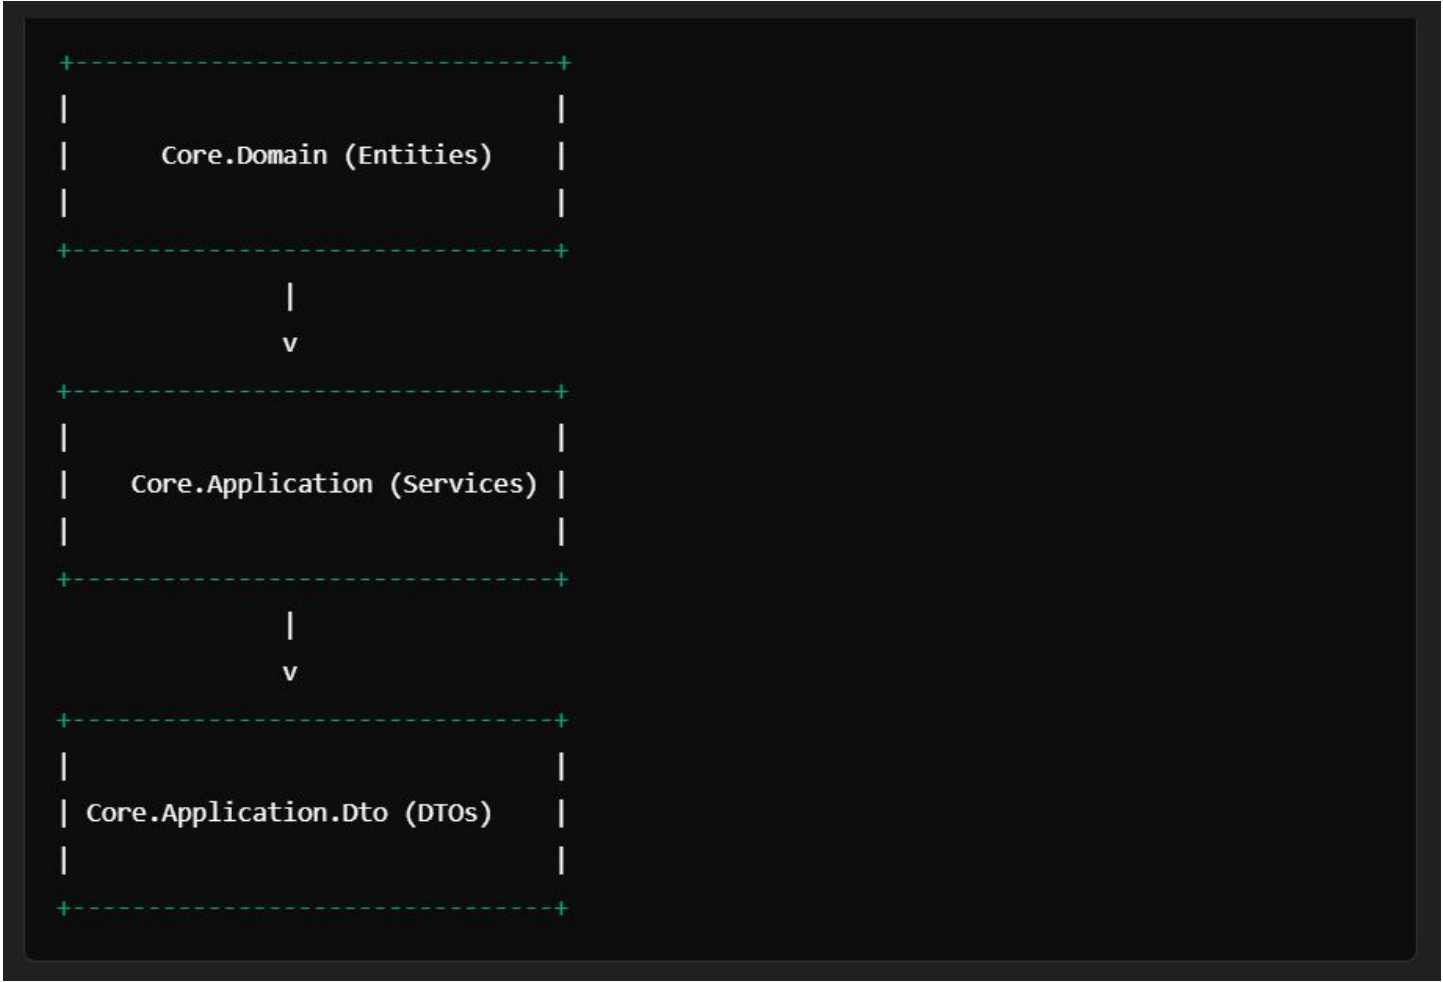 +--------------------------------+
|                                |
|      Core.Domain (Entities)    |
|                                |
+--------------------------------+
               |
               v
+--------------------------------+
|                                |
|    Core.Application (Services) |
|                                |
+--------------------------------+
               |
               v
+--------------------------------+
|                                |
| Core.Application.Dto (DTOs)    |
|                                |
+--------------------------------+